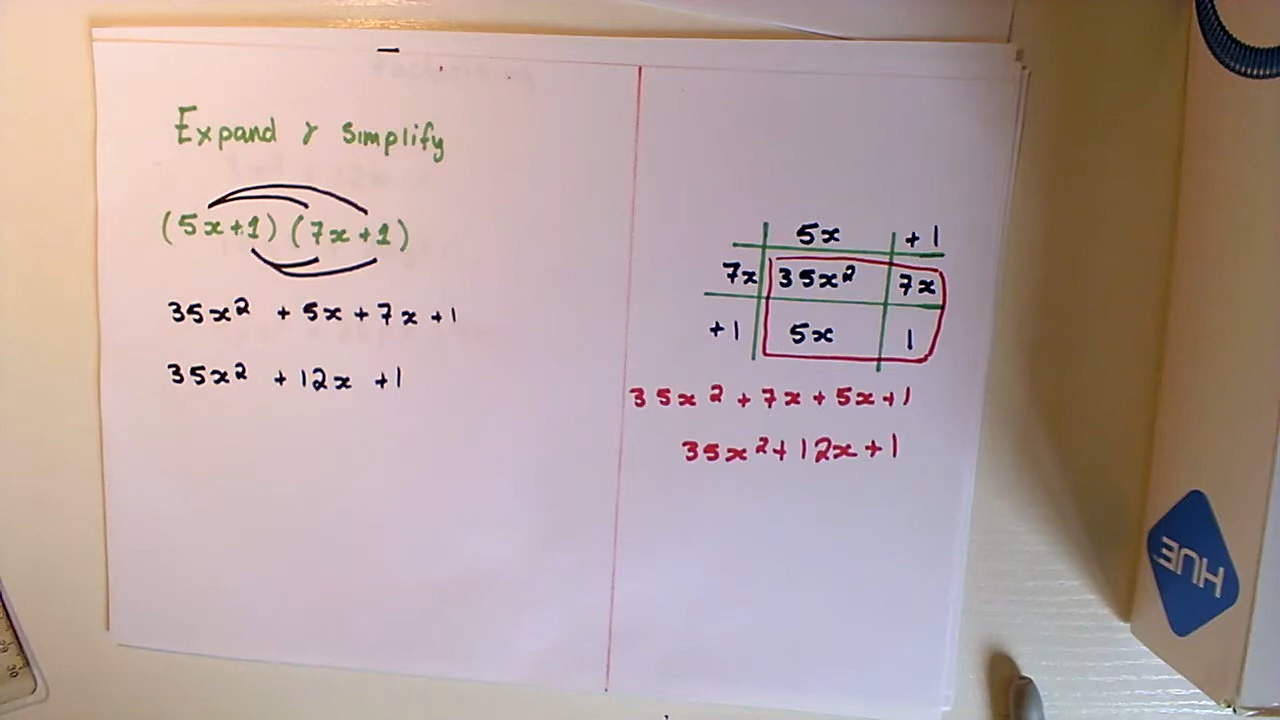 Expand & simplify
(5x+1)(7x+1)
35x² + 5x + 7x + 1
35x² + 12x + 1
5x +1
7x 35x² 7x
+1 5x 1
35x² + 7x + 5x + 1
35x² + 12x + 1
HUE